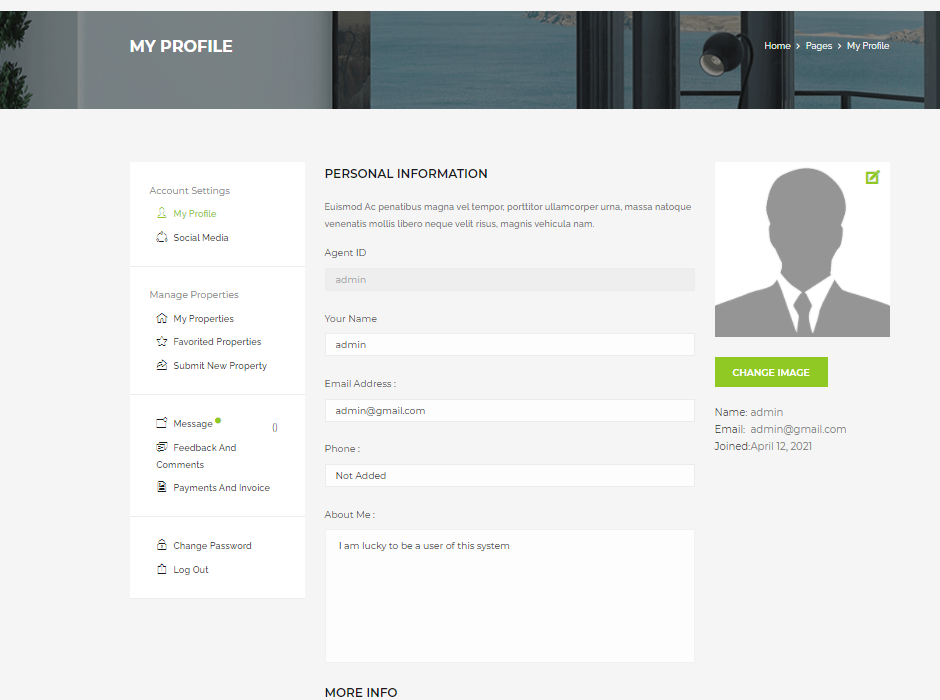 MY PROFILE
Home > Pages > My Profile
Account Settings
My Profile
Social Media
Manage Properties
My Properties
Favorited Properties
Submit New Property
Message
()
Feedback And
Comments
Payments And Invoice
Change Password
Log Out
PERSONAL INFORMATION
Euismod Ac penatibus magna vel tempor, porttitor ullamcorper urna, massa natoque
venenatis mollis libero neque velit risus, magnis vehicula nam.
Agent ID
admin
Your Name
admin
Email Address :
admin@gmail.com
Phone :
Not Added
About Me :
I am lucky to be a user of this system
MORE INFO
CHANGE IMAGE
Name: admin
Email: admin@gmail.com
Joined:April 12, 2021